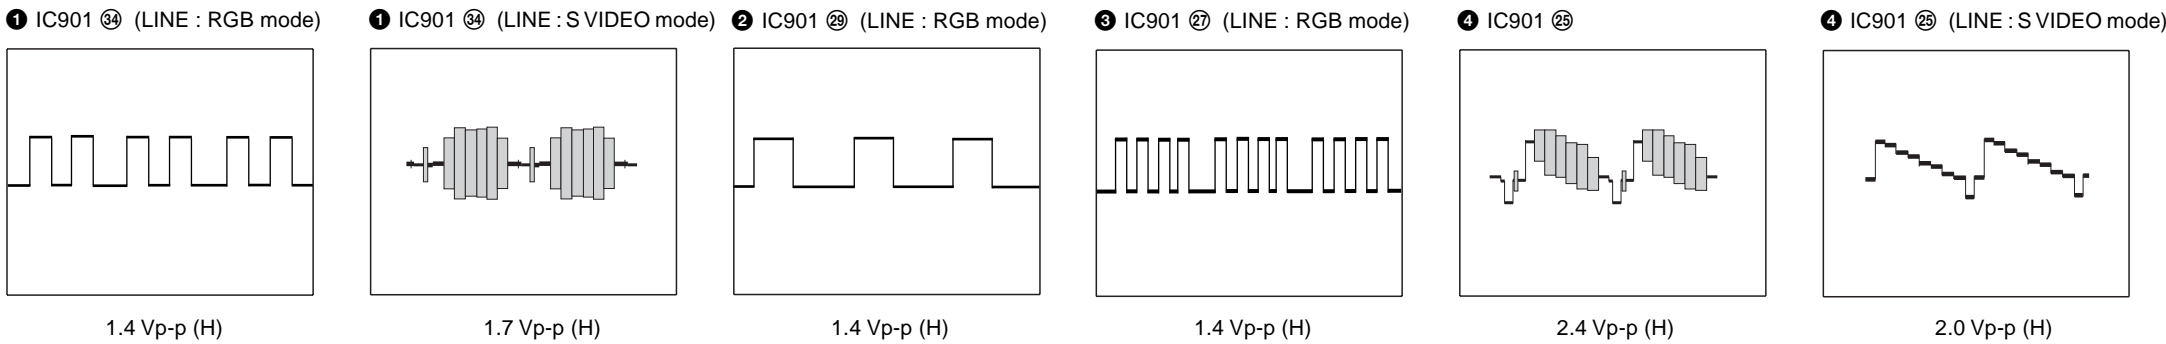 ❶ IC901 ㉞ (LINE : RGB mode)
❶ IC901 ㉞ (LINE : S VIDEO mode)
❷ IC901 ㉙ (LINE : RGB mode)
❸ IC901 ㉗ (LINE : RGB mode)
❹ IC901 ㉕
❹ IC901 ㉕ (LINE : S VIDEO mode)
1.4 Vp-p (H)
1.7 Vp-p (H)
1.4 Vp-p (H)
1.4 Vp-p (H)
2.4 Vp-p (H)
2.0 Vp-p (H)